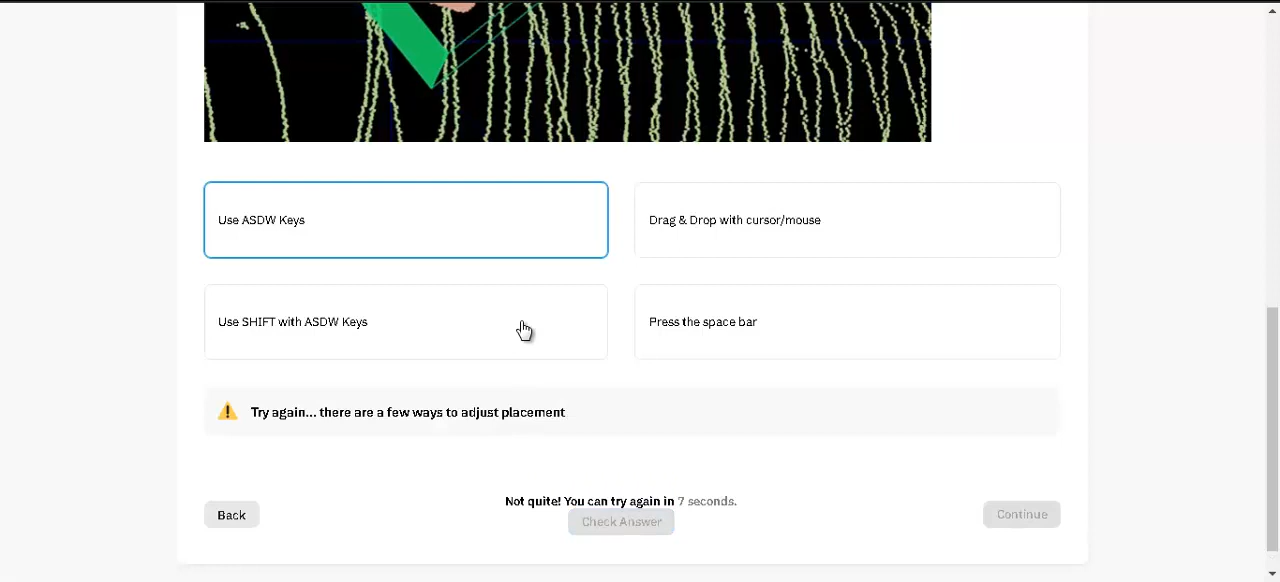 Use ASDW Keys
Drag & Drop with cursor/mouse
Use SHIFT with ASDW Keys
Press the space bar
Try again... there are a few ways to adjust placement
Not quite! You can try again in 7 seconds.
Back
Check Answer
Continue